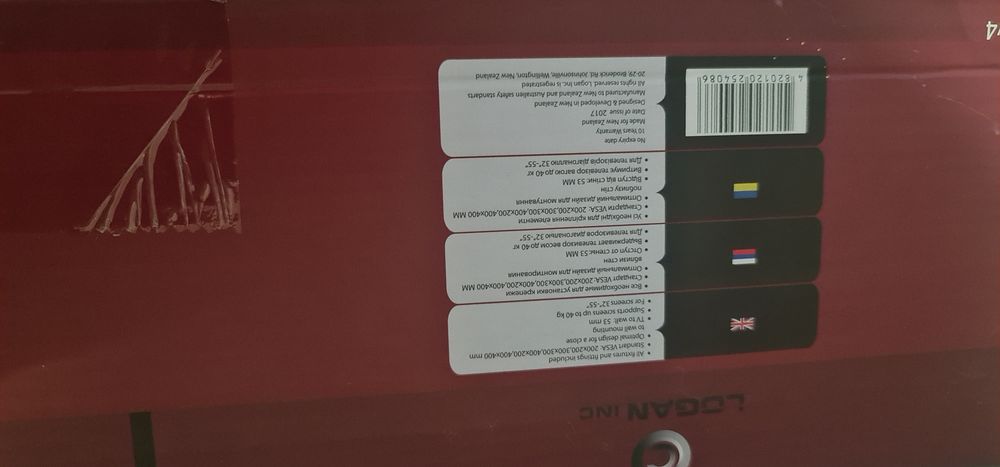 LOGAN INC
• All fixtures and fittings included
• Standart VESA: 200x200,300x300,400x200,400x400 mm
• Optimal design for a close
to wall mounting
• TV to wall: 53 mm
• Supports screens up to 40 kg
• For screens 32"-55"
• Все необходимые для установки крепежи
• Стандарт VESA:200x200,300x300,400x200,400x400 MM
• Оптимальный дизайн для монтирования
вблизи стен
• Отступ от стены:53 MM
• Выдерживает телевизор весом до 40 кг
• Для телевизоров диагональю 32"-55"
• Усі необхідні для кріплення елементи
• Стандарти VESA: 200x200,300x300,400x200,400x400 MM
• Оптимальний дизайн для монтування
поблизу стін
• Відступ від стіни: 53 MM
• Витримує телевізор вагою до 40 кг
• Для телевізорів діагоналлю 32"-55"
No expiry date
10 Years Warranty
Made for New Zealand
Date of issue 2017
Designed & Developed in New Zealand
Manufactured to New Zealand and Australien safety standarts
All rights reserved. Logan Inc. is regestrated
20-29. Broderick Rd, Johnsonville, Wellington, New Zealand
4 820120 254086